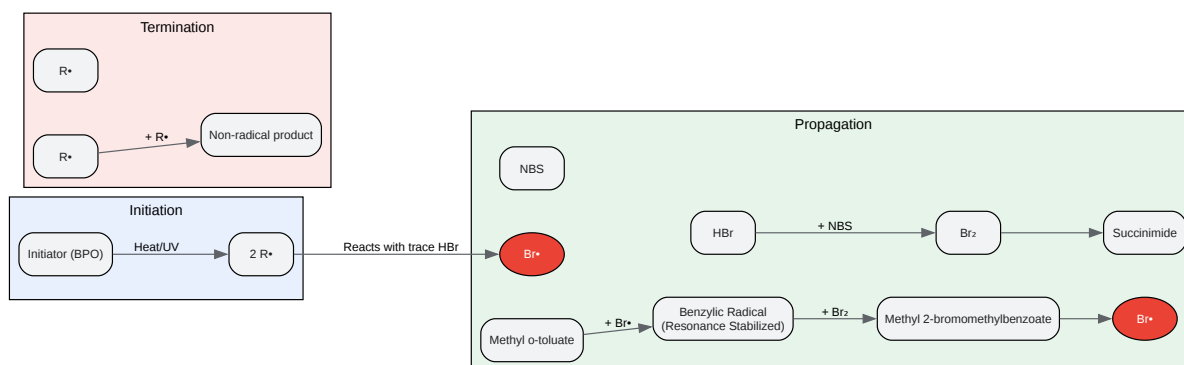 Termination
R•
R•
+ R•
Non-radical product
Initiation
Initiator (BPO)
Heat/UV
2 R•
Reacts with trace HBr
Propagation
NBS
Br•
HBr
+ NBS
Br₂
Succinimide
Methyl o-toluate
+ Br•
Benzylic Radical
(Resonance Stabilized)
+ Br₂
Methyl 2-bromomethylbenzoate
Br•